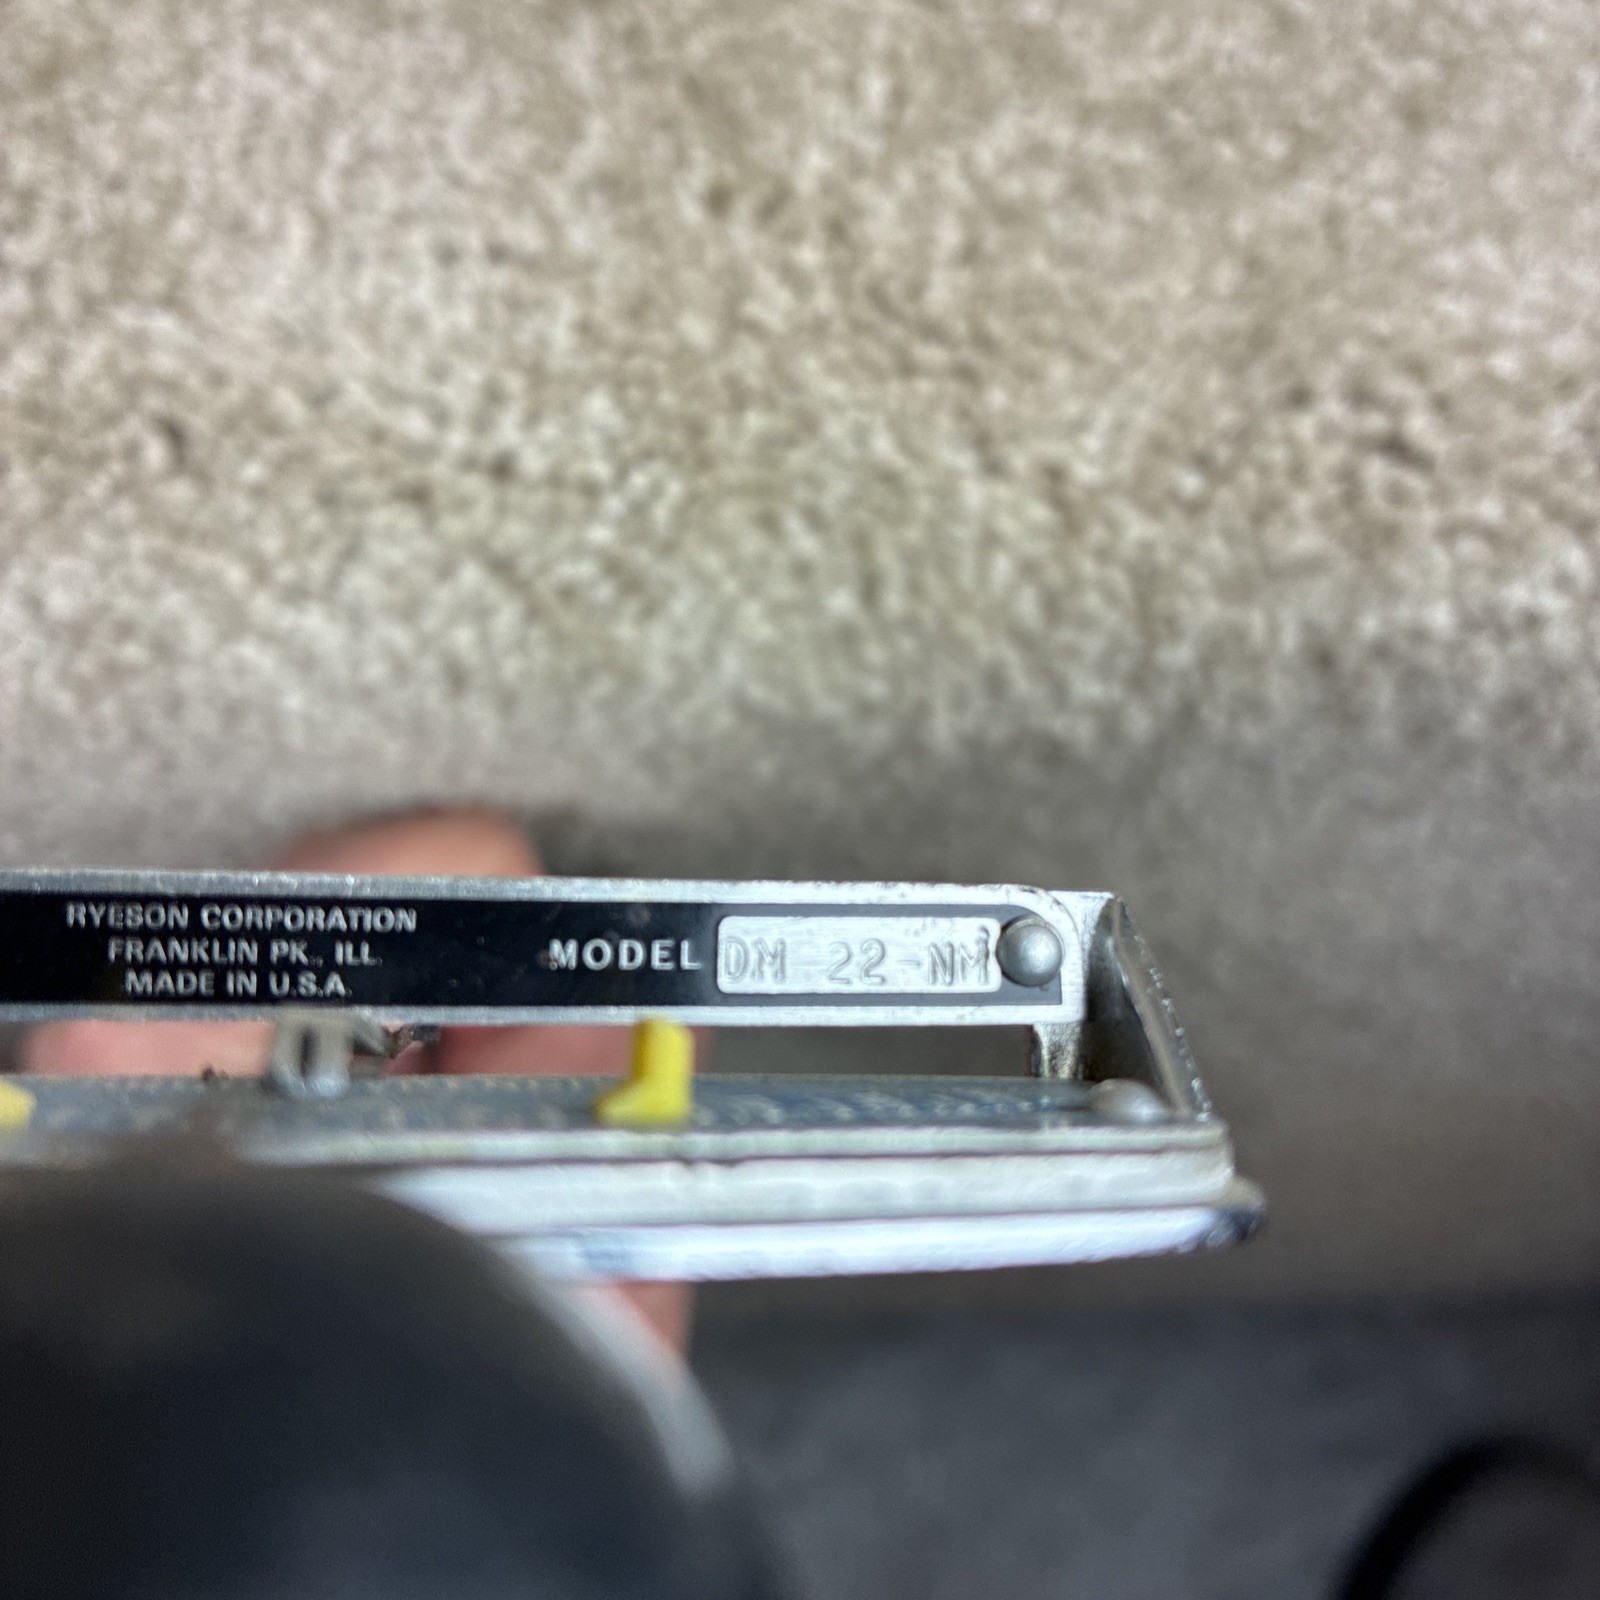 RYESON CORPORATION
FRANKLIN PK., ILL.
MADE IN U.S.A.
MODEL DM 22-NM